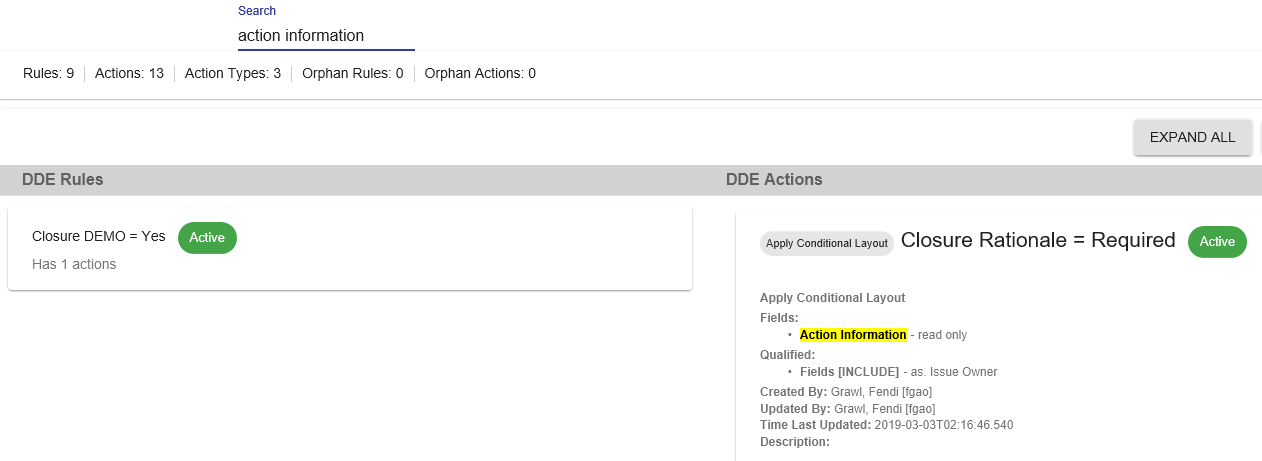 Search
action information
Rules: 9 Actions: 13 Action Types: 3 Orphan Rules: 0 Orphan Actions: 0
EXPAND ALL
DDE Rules DDE Actions
Closure DEMO = Yes Active
Has 1 actions
Apply Conditional Layout Closure Rationale = Required Active
Apply Conditional Layout
Fields:
• Action Information - read only
Qualified:
• Fields [INCLUDE] - as. Issue Owner
Created By: Grawl, Fendi [fgao]
Updated By: Grawl, Fendi [fgao]
Time Last Updated: 2019-03-03T02:16:46.540
Description: